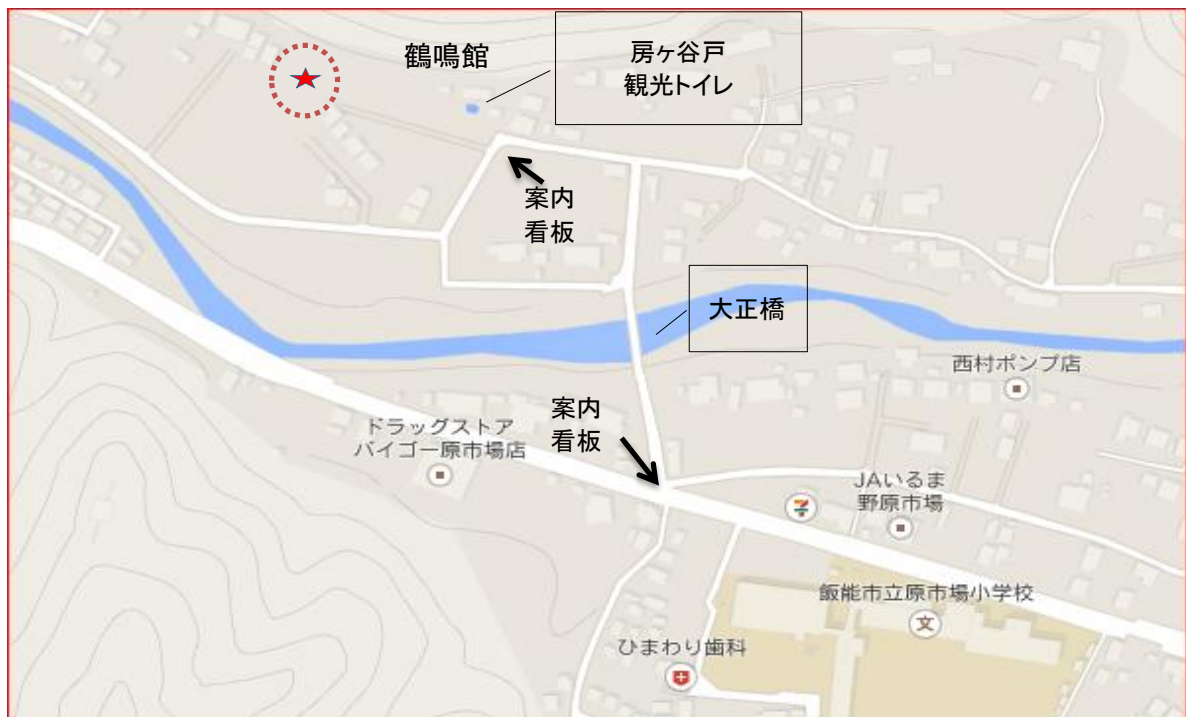 鶴鳴館
房ヶ谷戸
観光トイレ
案内
看板
大正橋
西村ポンプ店
案内
看板
ドラッグストア
バイゴー原市場店
JAいるま
野原市場
7
飯能市立原市場小学校
文
ひまわり歯科